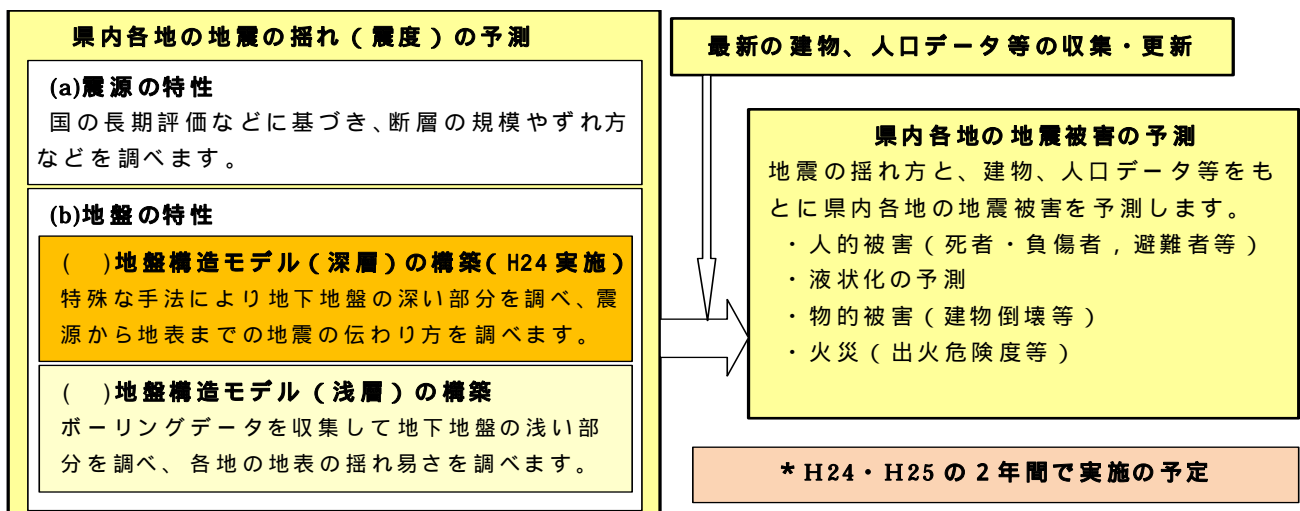 県内各地の地震の揺れ（震度）の予測
(a)震源の特性
国の長期評価などに基づき、断層の規模やずれ方
などを調べます。
(b)地盤の特性
(　)地盤構造モデル（深層）の構築（H24実施）
特殊な手法により地下地盤の深い部分を調べ、震
源から地表までの地震の伝わり方を調べます。
(　)地盤構造モデル（浅層）の構築
ボーリングデータを収集して地下地盤の浅い部
分を調べ、各地の地表の揺れ易さを調べます。
最新の建物、人口データ等の収集・更新
県内各地の地震被害の予測
地震の揺れ方と、建物、人口データ等をも
とに県内各地の地震被害を予測します。
・人的被害（死者・負傷者，避難者等）
・液状化の予測
・物的被害（建物倒壊等）
・火災（出火危険度等）
*H24・H25の2年間で実施の予定